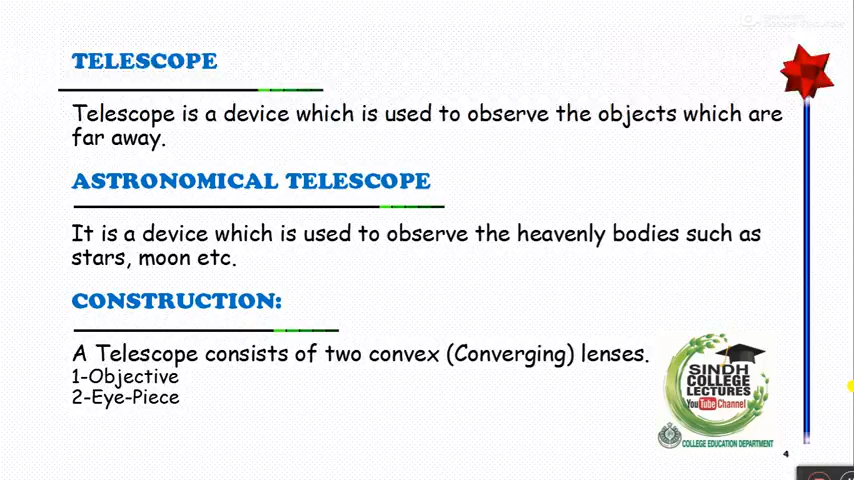 TELESCOPE
Telescope is a device which is used to observe the objects which are
far away.
ASTRONOMICAL TELESCOPE
It is a device which is used to observe the heavenly bodies such as
stars, moon etc.
CONSTRUCTION:
A Telescope consists of two convex (Converging) lenses.
1-Objective
2-Eye-Piece
SINDH
COLLEGE
LECTURES
YouTube Channel
COLLEGE EDUCATION DEPARTMENT
4